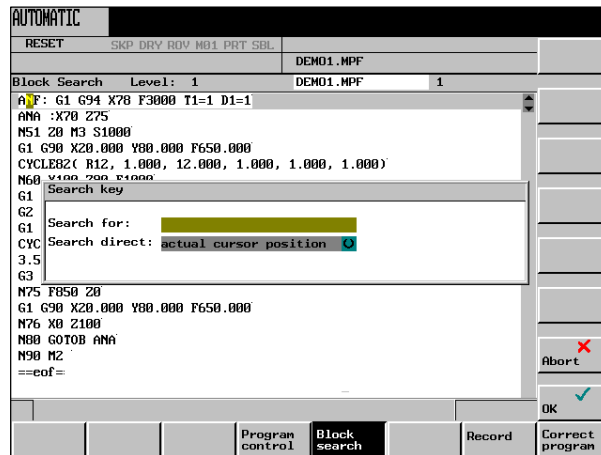 AUTOMATIC
RESET SKP DRY ROV M01 PRT SBL
DEMO1.MPF
Block Search Level: 1 DEMO1.MPF 1
ANF: G1 G94 X78 F3000 T1=1 D1=1
ANA :X70 Z75
N51 Z0 M3 S1000
G1 G90 X20.000 Y80.000 F650.000
CYCLE82( R12, 1.000, 12.000, 1.000, 1.000, 1.000)
N60 Y100 Z90 F1000
G1
Search key
G2
G1 Search for:
CYC Search direct: actual cursor position
3.5
G3
N75 F850 Z0
G1 G90 X20.000 Y80.000 F650.000
N76 X0 Z100
N80 GOTOB ANA
N90 M2
==eof=
Abort
OK
Program control
Block search
Record
Correct program